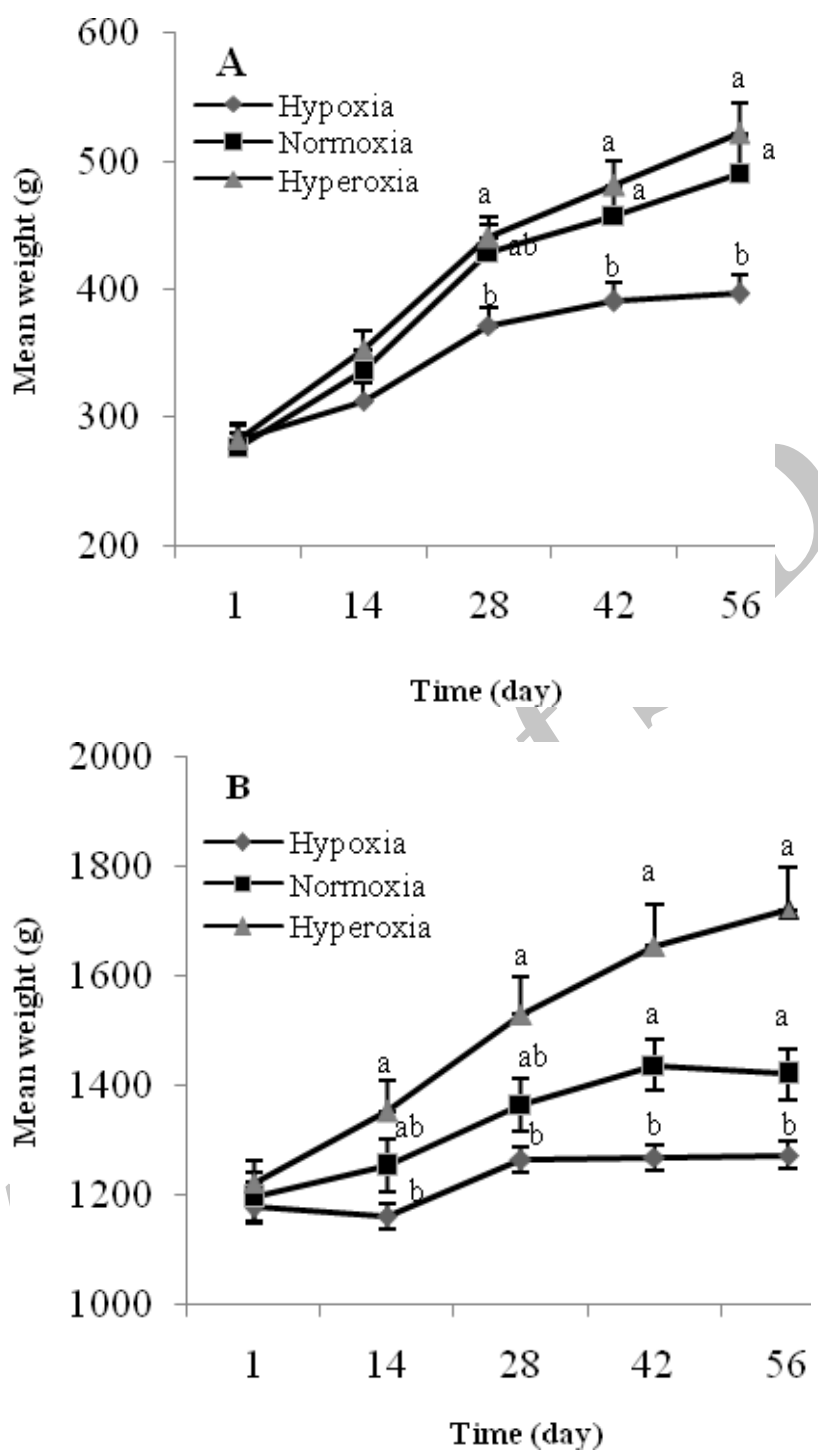 600
A
a
Hypoxia
a
Normoxia
a
500
Hyperoxia
a
a
ab
Mean weight (g)
400
b
b
b
300
200
1
14
28
42
56
Time (day)
2000
B
Hypoxia
1800
Normoxia
a
a
Hyperoxia
Mean weight (g)
1600
a
a
a
1400
a
ab
ab
b
b
b
1200
b
1000
1
14
28
42
56
Time (day)